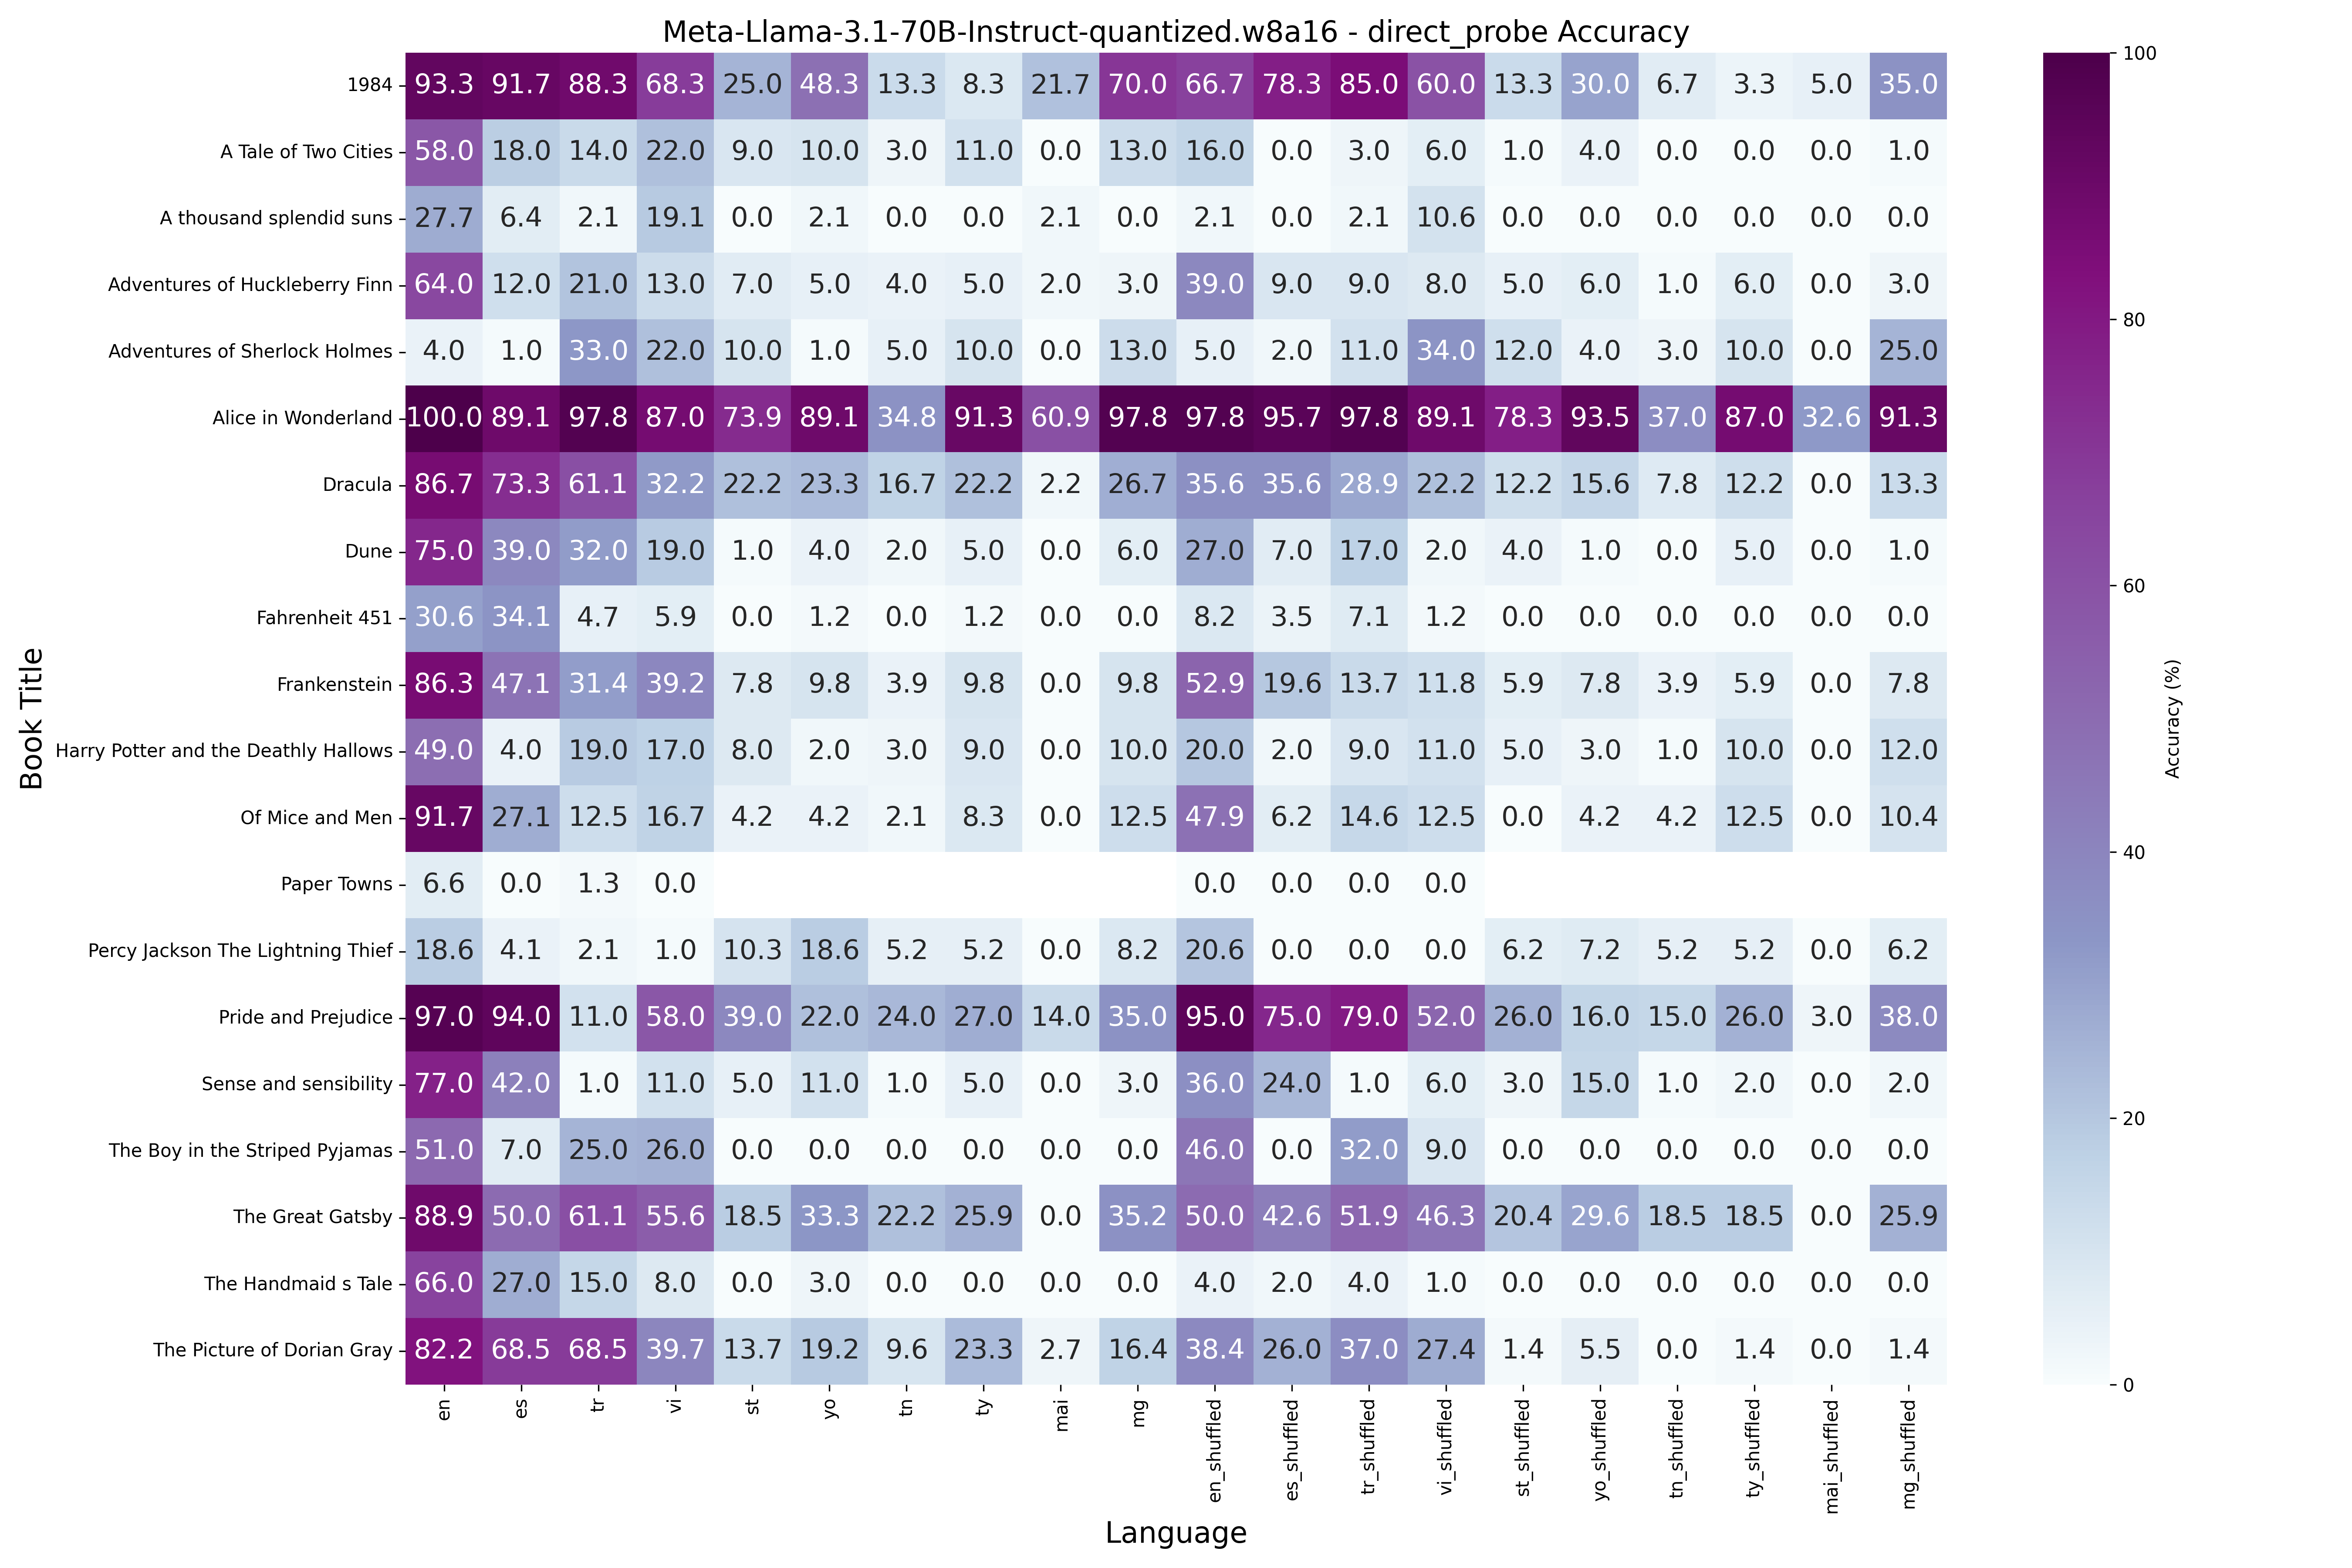 Meta-Llama-3.1-70B-Instruct-quantized.w8a16 - direct_probe Accuracy
1984 93.3 91.7 88.3 68.3 25.0 48.3 13.3 8.3 21.7 70.0 66.7 78.3 85.0 60.0 13.3 30.0 6.7 3.3 5.0 35.0
A Tale of Two Cities 58.0 18.0 14.0 22.0 9.0 10.0 3.0 11.0 0.0 13.0 16.0 0.0 3.0 6.0 1.0 4.0 0.0 0.0 0.0 1.0
A thousand splendid suns 27.7 6.4 2.1 19.1 0.0 2.1 0.0 0.0 2.1 0.0 2.1 0.0 2.1 10.6 0.0 0.0 0.0 0.0 0.0 0.0
Adventures of Huckleberry Finn 64.0 12.0 21.0 13.0 7.0 5.0 4.0 5.0 2.0 3.0 39.0 9.0 9.0 8.0 5.0 6.0 1.0 6.0 0.0 3.0
Adventures of Sherlock Holmes 4.0 1.0 33.0 22.0 10.0 1.0 5.0 10.0 0.0 13.0 5.0 2.0 11.0 34.0 12.0 4.0 3.0 10.0 0.0 25.0
Alice in Wonderland 100.0 89.1 97.8 87.0 73.9 89.1 34.8 91.3 60.9 97.8 97.8 95.7 97.8 89.1 78.3 93.5 37.0 87.0 32.6 91.3
Dracula 86.7 73.3 61.1 32.2 22.2 23.3 16.7 22.2 2.2 26.7 35.6 35.6 28.9 22.2 12.2 15.6 7.8 12.2 0.0 13.3
Dune 75.0 39.0 32.0 19.0 1.0 4.0 2.0 5.0 0.0 6.0 27.0 7.0 17.0 2.0 4.0 1.0 0.0 5.0 0.0 1.0
Fahrenheit 451 30.6 34.1 4.7 5.9 0.0 1.2 0.0 1.2 0.0 0.0 8.2 3.5 7.1 1.2 0.0 0.0 0.0 0.0 0.0 0.0
Frankenstein 86.3 47.1 31.4 39.2 7.8 9.8 3.9 9.8 0.0 9.8 52.9 19.6 13.7 11.8 5.9 7.8 3.9 5.9 0.0 7.8
Harry Potter and the Deathly Hallows 49.0 4.0 19.0 17.0 8.0 2.0 3.0 9.0 0.0 10.0 20.0 2.0 9.0 11.0 5.0 3.0 1.0 10.0 0.0 12.0
Of Mice and Men 91.7 27.1 12.5 16.7 4.2 4.2 2.1 8.3 0.0 12.5 47.9 6.2 14.6 12.5 0.0 4.2 4.2 12.5 0.0 10.4
Paper Towns 6.6 0.0 1.3 0.0 0.0 0.0 0.0 0.0
Percy Jackson The Lightning Thief 18.6 4.1 2.1 1.0 10.3 18.6 5.2 5.2 0.0 8.2 20.6 0.0 0.0 0.0 6.2 7.2 5.2 5.2 0.0 6.2
Pride and Prejudice 97.0 94.0 11.0 58.0 39.0 22.0 24.0 27.0 14.0 35.0 95.0 75.0 79.0 52.0 26.0 16.0 15.0 26.0 3.0 38.0
Sense and sensibility 77.0 42.0 1.0 11.0 5.0 11.0 1.0 5.0 0.0 3.0 36.0 24.0 1.0 6.0 3.0 15.0 1.0 2.0 0.0 2.0
The Boy in the Striped Pyjamas 51.0 7.0 25.0 26.0 0.0 0.0 0.0 0.0 0.0 0.0 46.0 0.0 32.0 9.0 0.0 0.0 0.0 0.0 0.0 0.0
The Great Gatsby 88.9 50.0 61.1 55.6 18.5 33.3 22.2 25.9 0.0 35.2 50.0 42.6 51.9 46.3 20.4 29.6 18.5 18.5 0.0 25.9
The Handmaid s Tale 66.0 27.0 15.0 8.0 0.0 3.0 0.0 0.0 0.0 0.0 4.0 2.0 4.0 1.0 0.0 0.0 0.0 0.0 0.0 0.0
The Picture of Dorian Gray 82.2 68.5 68.5 39.7 13.7 19.2 9.6 23.3 2.7 16.4 38.4 26.0 37.0 27.4 1.4 5.5 0.0 1.4 0.0 1.4
en es tr vi st yo tn ty mai mg en_shuffled es_shuffled tr_shuffled vi_shuffled st_shuffled yo_shuffled tn_shuffled ty_shuffled mai_shuffled mg_shuffled
Language
Book Title
100
80
60
40
20
0
Accuracy (%)